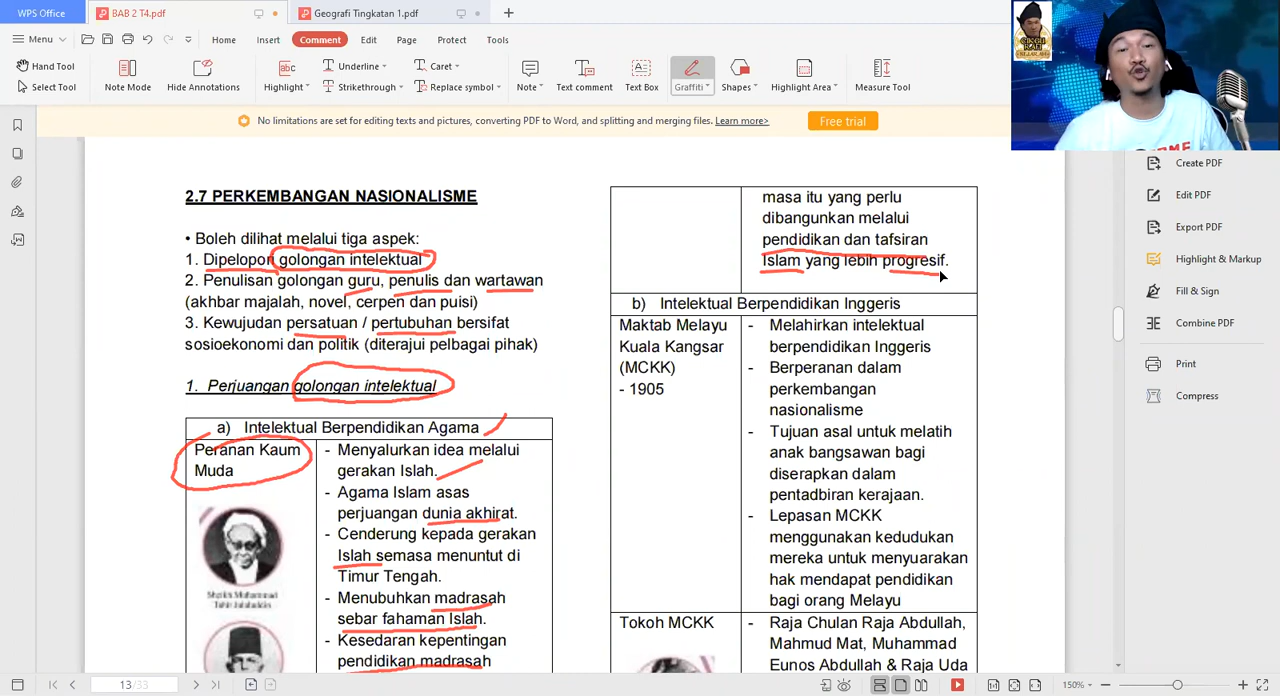 WPS Office
BAB 2 T4.pdf
Geografi Tingkatan 1.pdf
Menu
Home
Insert
Comment
Edit
Page
Protect
Tools
Hand Tool
Select Tool
Note Mode
Hide Annotations
Highlight
Underline
Strikethrough
Caret
Replace symbol
Note
Text comment
Text Box
Graffiti
Shapes
Highlight Area
Measure Tool
No limitations are set for editing texts and pictures, converting PDF to Word, and splitting and merging files. Learn more>
Free trial
2.7 PERKEMBANGAN NASIONALISME
• Boleh dilihat melalui tiga aspek:
1. Dipelopori golongan intelektual
2. Penulisan golongan guru, penulis dan wartawan
(akhbar majalah, novel, cerpen dan puisi)
3. Kewujudan persatuan / pertubuhan bersifat
sosioekonomi dan politik (diterajui pelbagai pihak)
1. Perjuangan golongan intelektual
a) Intelektual Berpendidikan Agama
Peranan Kaum
Muda
Sheikh Muhammad
Tahir Jalaluddin
- Menyalurkan idea melalui
gerakan Islah.
- Agama Islam asas
perjuangan dunia akhirat.
- Cenderung kepada gerakan
Islah semasa menuntut di
Timur Tengah.
- Menubuhkan madrasah
sebar fahaman Islah.
- Kesedaran kepentingan
pendidikan madrasah
masa itu yang perlu
dibangunkan melalui
pendidikan dan tafsiran
Islam yang lebih progresif.
b) Intelektual Berpendidikan Inggeris
Maktab Melayu
Kuala Kangsar
(MCKK)
- 1905
- Melahirkan intelektual
berpendidikan Inggeris
- Berperanan dalam
perkembangan
nasionalisme
- Tujuan asal untuk melatih
anak bangsawan bagi
diserapkan dalam
pentadbiran kerajaan.
- Lepasan MCKK
menggunakan kedudukan
mereka untuk menyuarakan
hak mendapat pendidikan
bagi orang Melayu
Tokoh MCKK
- Raja Chulan Raja Abdullah,
Mahmud Mat, Muhammad
Eunos Abdullah & Raja Uda
Create PDF
Edit PDF
Export PDF
Highlight & Markup
Fill & Sign
Combine PDF
Print
Compress
13/33
150%